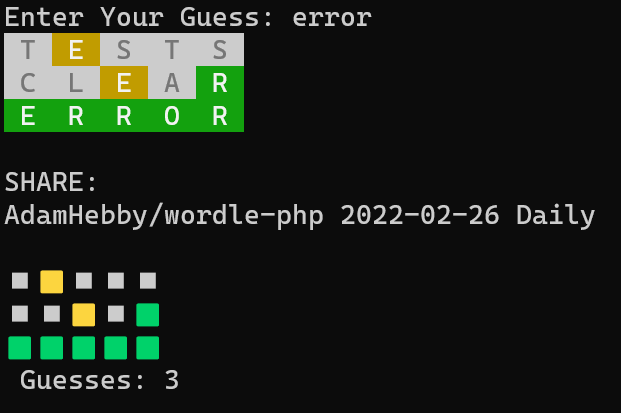 Enter Your Guess: error
T E S T S
C L E A R
E R R O R
SHARE:
AdamHebby/wordle-php 2022-02-26 Daily
Guesses: 3